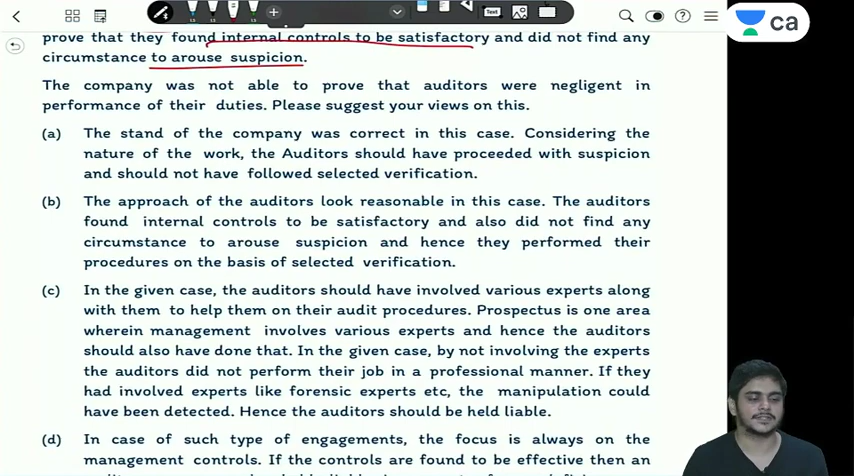 Text
ca
prove that they found internal controls to be satisfactory and did not find any
circumstance to arouse suspicion.
The company was not able to prove that auditors were negligent in
performance of their duties. Please suggest your views on this.
(a) The stand of the company was correct in this case. Considering the
nature of the work, the Auditors should have proceeded with suspicion
and should not have followed selected verification.
(b) The approach of the auditors look reasonable in this case. The auditors
found internal controls to be satisfactory and also did not find any
circumstance to arouse suspicion and hence they performed their
procedures on the basis of selected verification.
(c) In the given case, the auditors should have involved various experts along
with them to help them on their audit procedures. Prospectus is one area
wherein management involves various experts and hence the auditors
should also have done that. In the given case, by not involving the experts
the auditors did not perform their job in a professional manner. If they
had involved experts like forensic experts etc, the manipulation could
have been detected. Hence the auditors should be held liable.
(d) In case of such type of engagements, the focus is always on the
management controls. If the controls are found to be effective then an